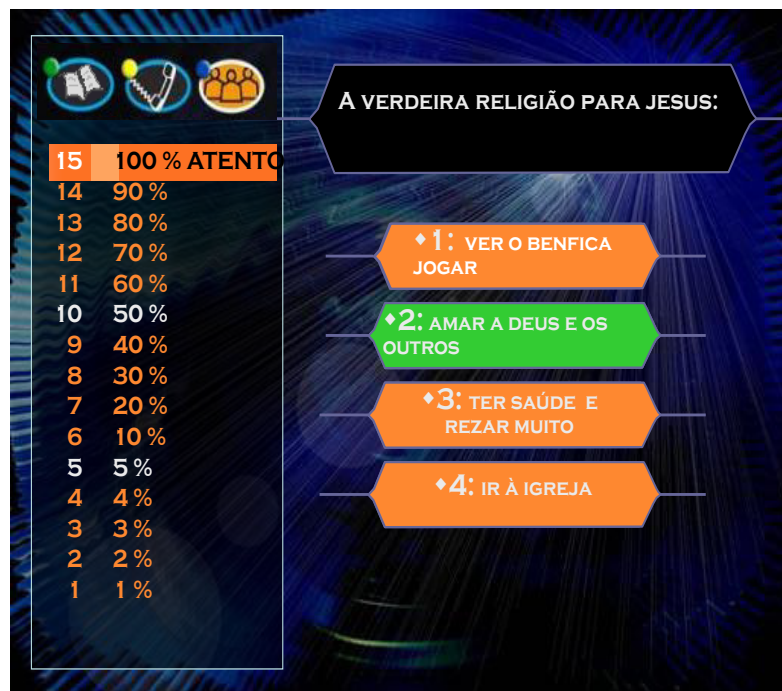 A VERDEIRA RELIGIÃO PARA JESUS:
15 100 % ATENTO
14 90 %
13 80 %
12 70 %
11 60 %
10 50 %
9 40 %
8 30 %
7 20 %
6 10 %
5 5 %
4 4 %
3 3 %
2 2 %
1 1 %
♦1: VER O BENFICA
JOGAR
♦2: AMAR A DEUS E OS
OUTROS
♦3: TER SAÚDE E
REZAR MUITO
♦4: IR À IGREJA